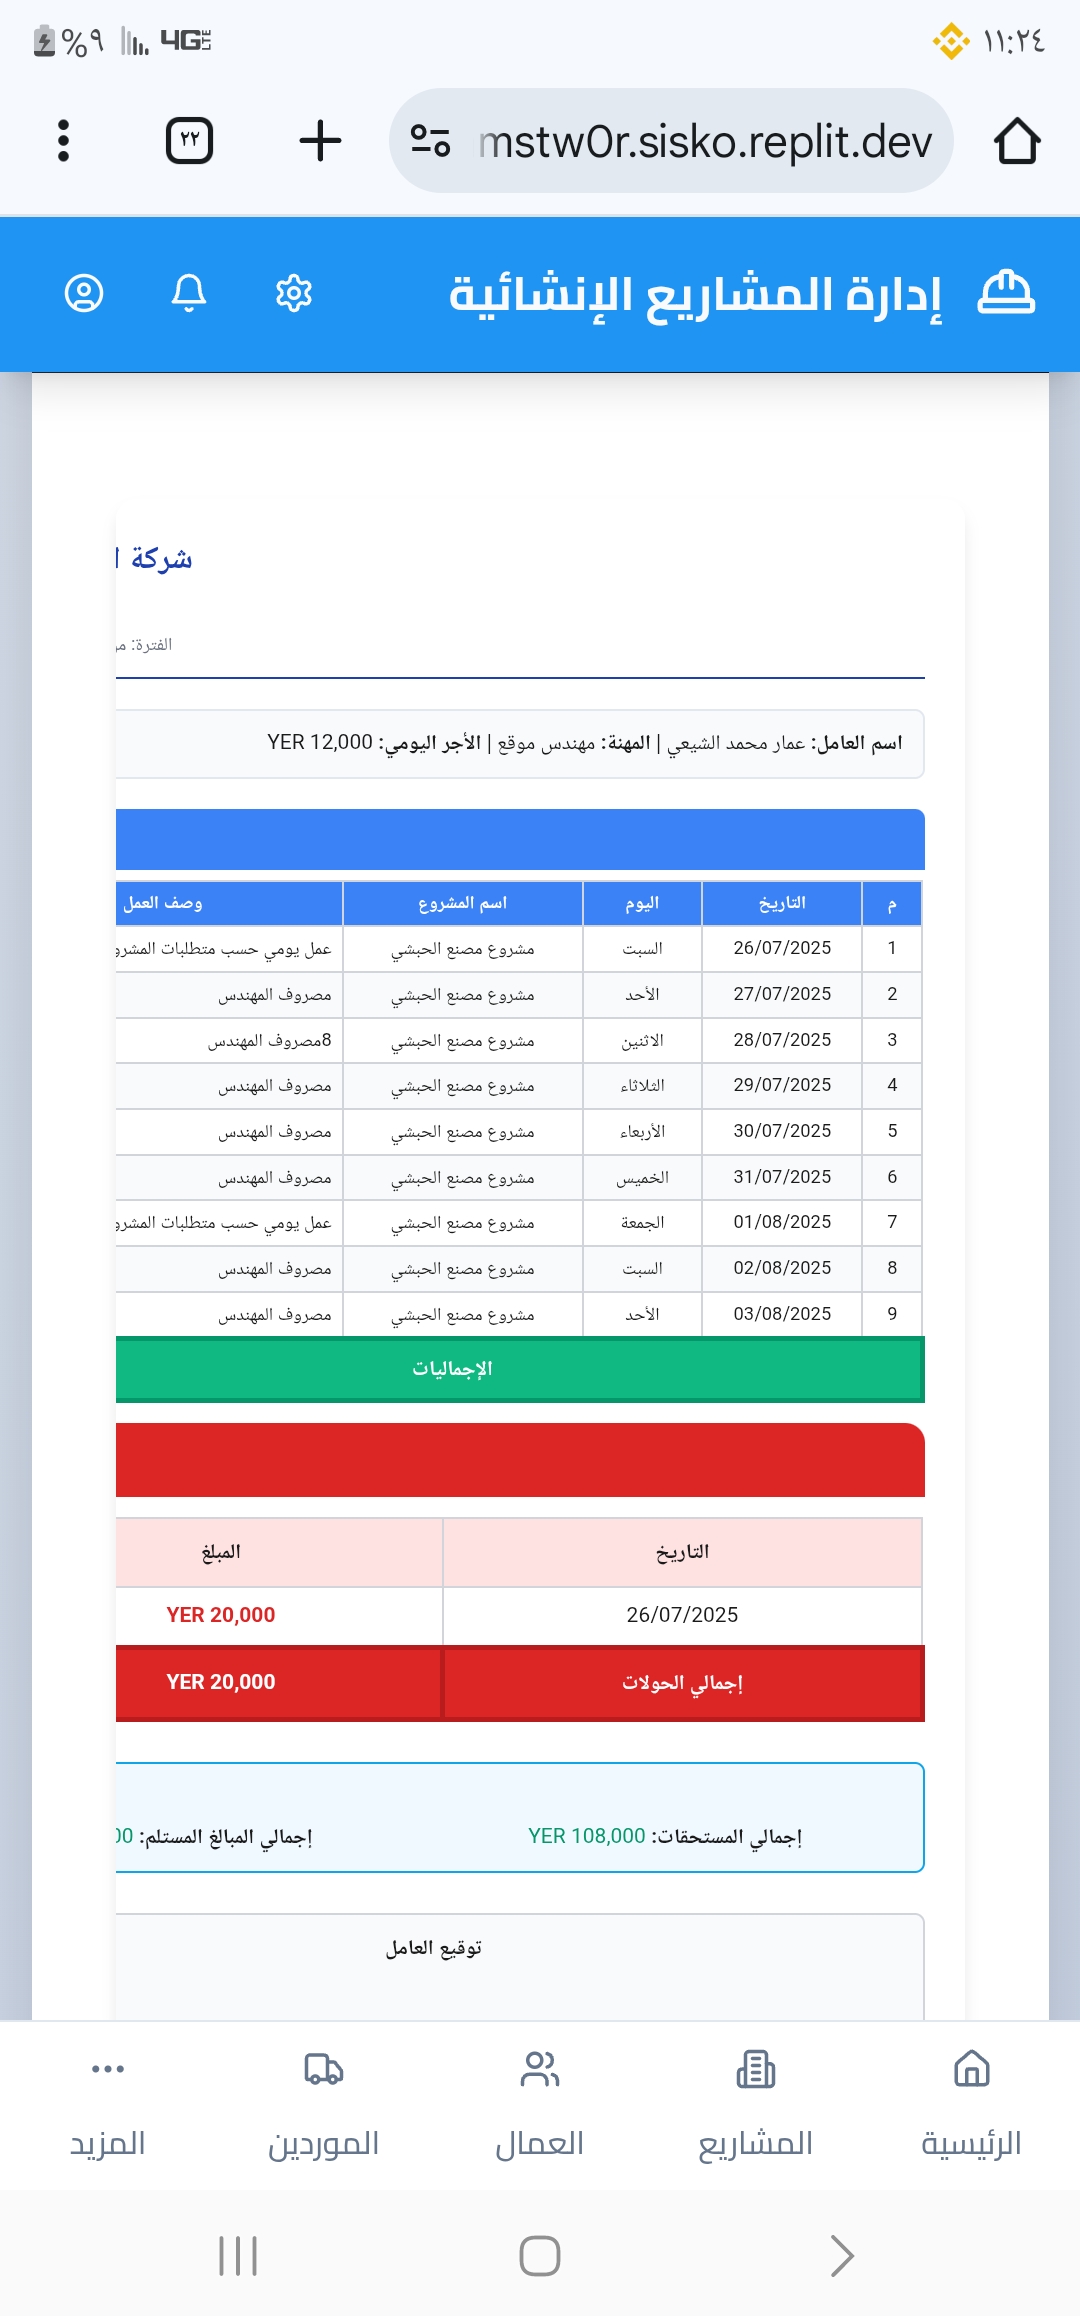 ١١:٢٤
%٩
4G LTE
mstw0r.sisko.replit.dev
٢٢
إدارة المشاريع الإنشائية
شركة
الفترة:
اسم العامل: عمار محمد الشيعي | المهنة: مهندس موقع | الأجر اليومي: YER 12,000
م التاريخ اليوم اسم المشروع وصف العمل
1 26/07/2025 السبت مشروع مصنع الحبشي عمل يومي حسب متطلبات المشرو
2 27/07/2025 الأحد مشروع مصنع الحبشي مصروف المهندس
3 28/07/2025 الاثنين مشروع مصنع الحبشي 8مصروف المهندس
4 29/07/2025 الثلاثاء مشروع مصنع الحبشي مصروف المهندس
5 30/07/2025 الأربعاء مشروع مصنع الحبشي مصروف المهندس
6 31/07/2025 الخميس مشروع مصنع الحبشي مصروف المهندس
7 01/08/2025 الجمعة مشروع مصنع الحبشي عمل يومي حسب متطلبات المشرو
8 02/08/2025 السبت مشروع مصنع الحبشي مصروف المهندس
9 03/08/2025 الأحد مشروع مصنع الحبشي مصروف المهندس
الإجماليات
التاريخ المبلغ
26/07/2025 YER 20,000
إجمالي الحولات YER 20,000
إجمالي المستحقات: YER 108,000 إجمالي المبالغ المستلم: 00
توقيع العامل
الرئيسية المشاريع العمال الموردين المزيد